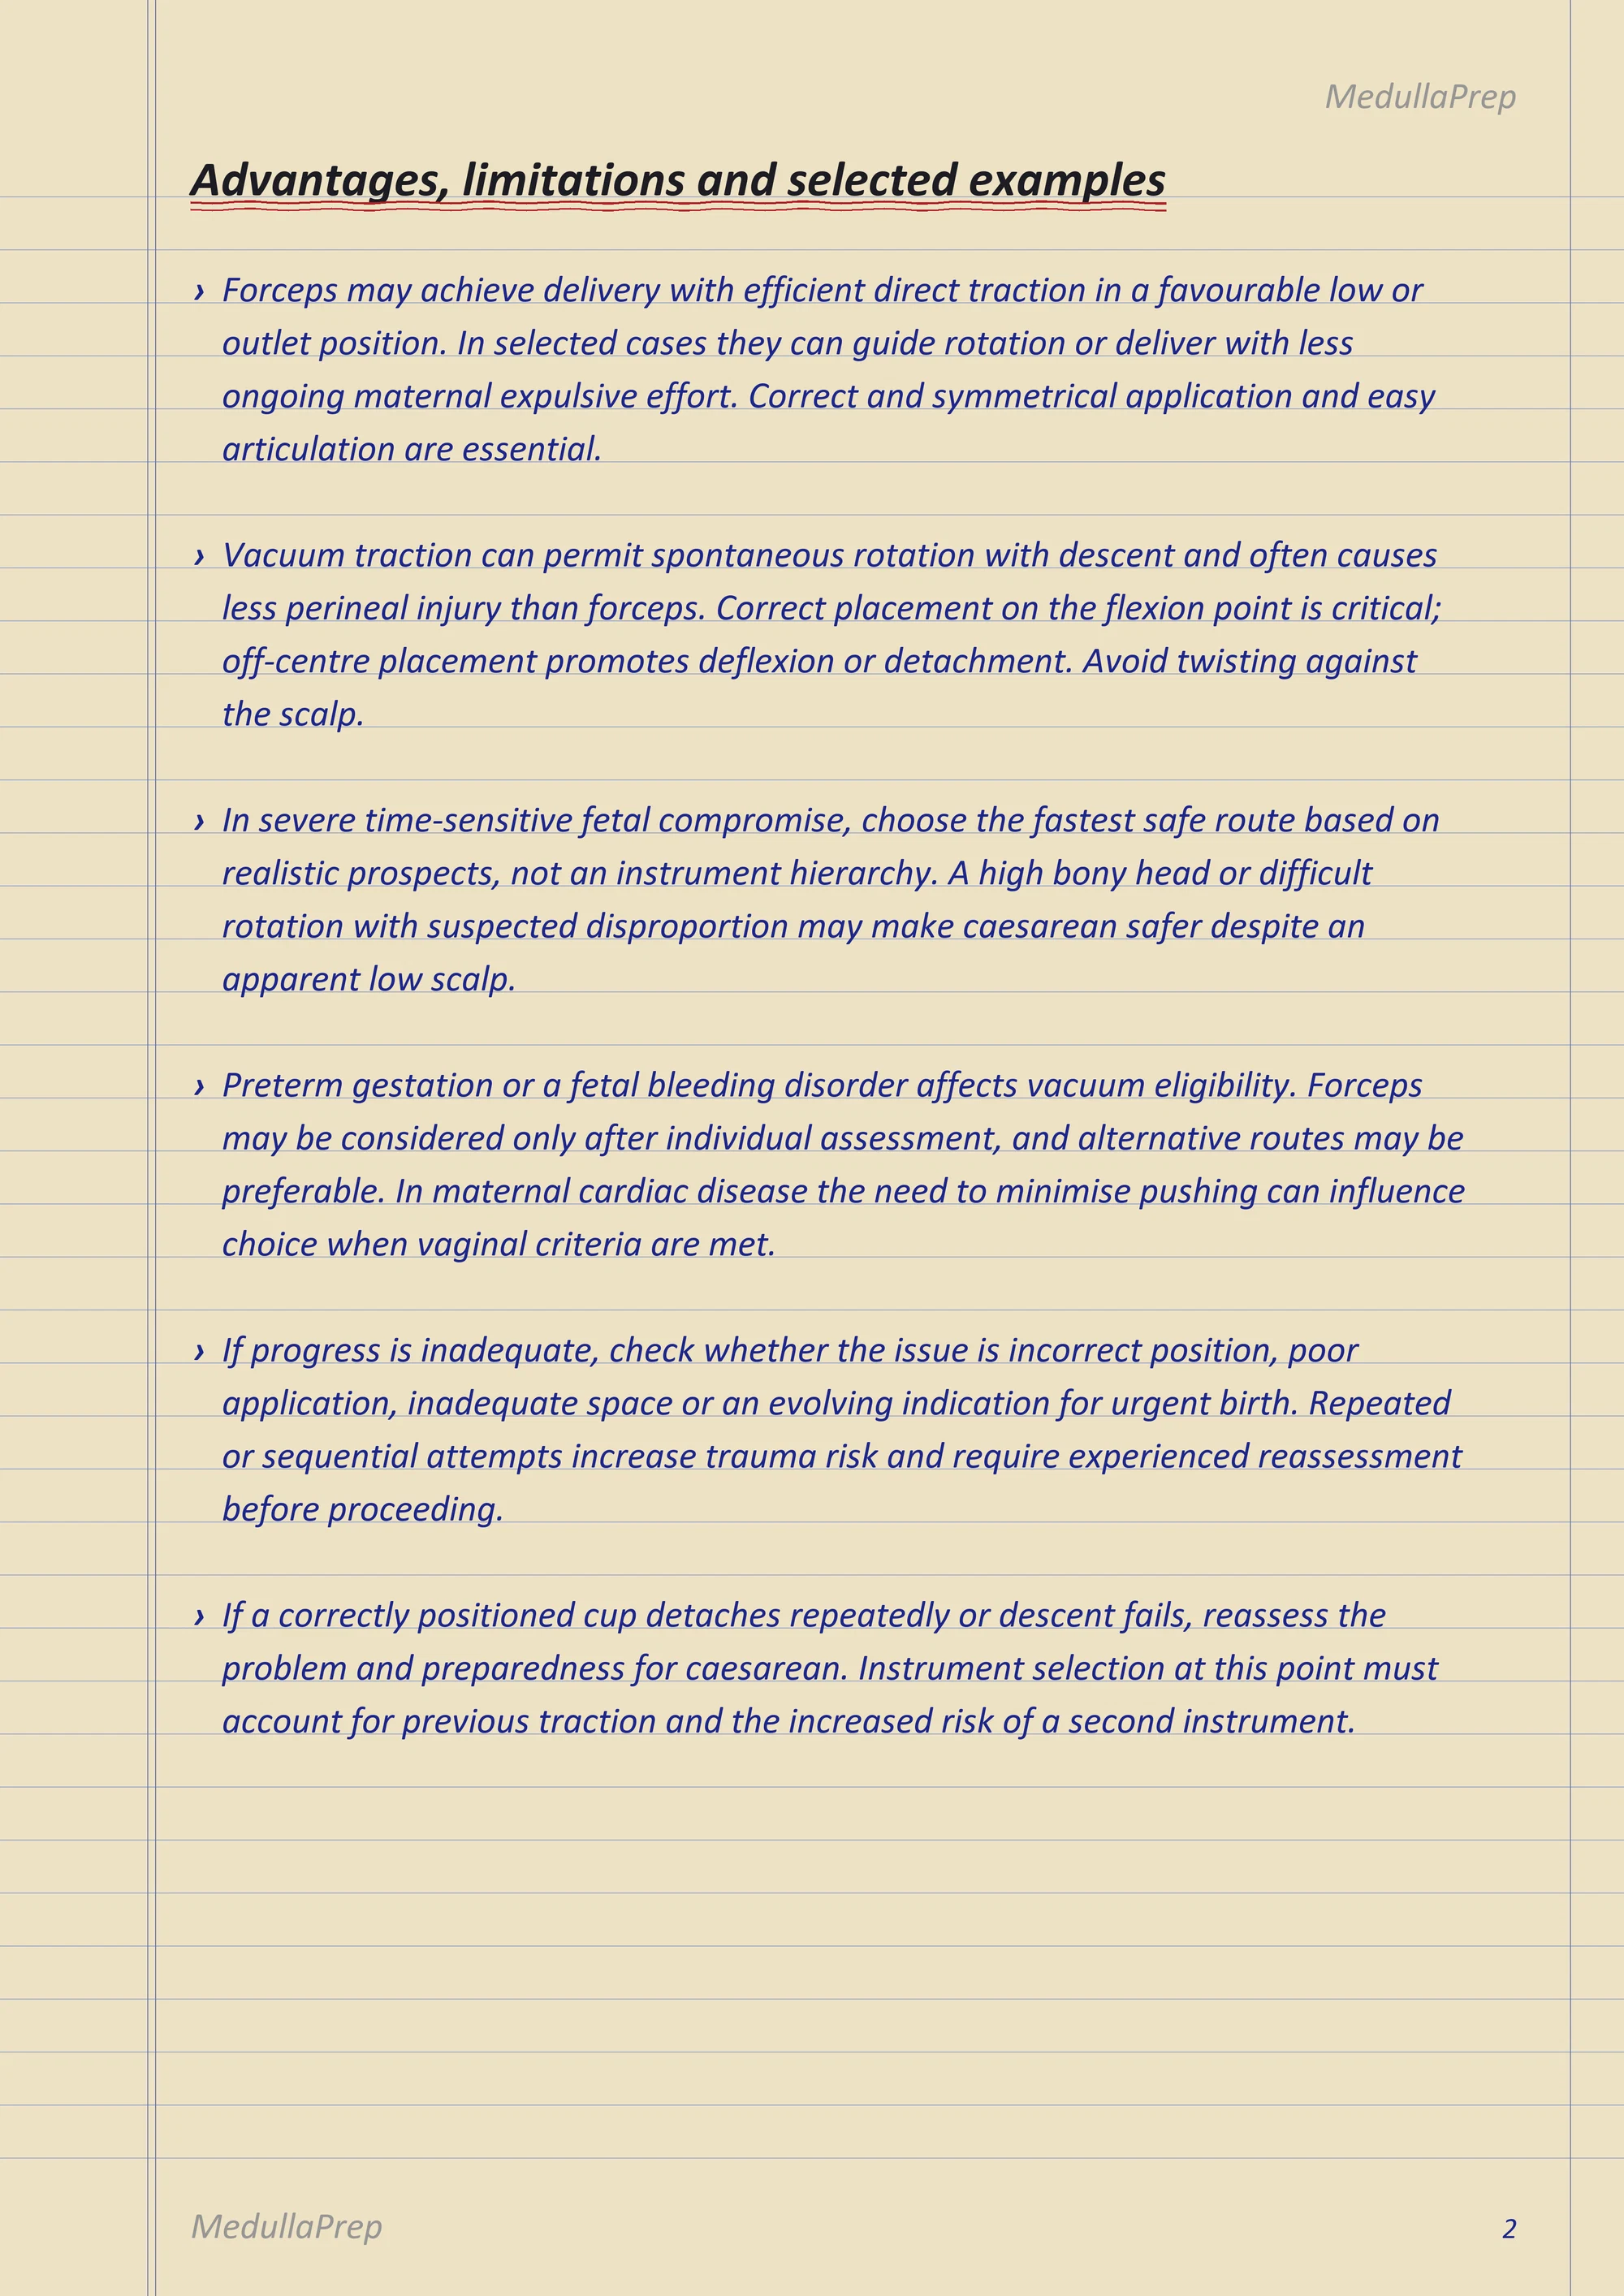 MedullaPrep
Advantages, limitations and selected examples
› Forceps may achieve delivery with efficient direct traction in a favourable low or
outlet position. In selected cases they can guide rotation or deliver with less
ongoing maternal expulsive effort. Correct and symmetrical application and easy
articulation are essential.
› Vacuum traction can permit spontaneous rotation with descent and often causes
less perineal injury than forceps. Correct placement on the flexion point is critical;
off-centre placement promotes deflexion or detachment. Avoid twisting against
the scalp.
› In severe time-sensitive fetal compromise, choose the fastest safe route based on
realistic prospects, not an instrument hierarchy. A high bony head or difficult
rotation with suspected disproportion may make caesarean safer despite an
apparent low scalp.
› Preterm gestation or a fetal bleeding disorder affects vacuum eligibility. Forceps
may be considered only after individual assessment, and alternative routes may be
preferable. In maternal cardiac disease the need to minimise pushing can influence
choice when vaginal criteria are met.
› If progress is inadequate, check whether the issue is incorrect position, poor
application, inadequate space or an evolving indication for urgent birth. Repeated
or sequential attempts increase trauma risk and require experienced reassessment
before proceeding.
› If a correctly positioned cup detaches repeatedly or descent fails, reassess the
problem and preparedness for caesarean. Instrument selection at this point must
account for previous traction and the increased risk of a second instrument.
MedullaPrep
2